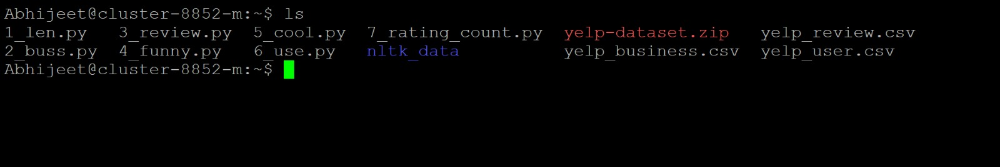 Abhijeet@cluster-8852-m:~$ ls
1_len.py 3_review.py 5_cool.py 7_rating_count.py yelp-dataset.zip yelp_review.csv
2_buss.py 4_funny.py 6_use.py nltk_data yelp_business.csv yelp_user.csv
Abhijeet@cluster-8852-m:~$